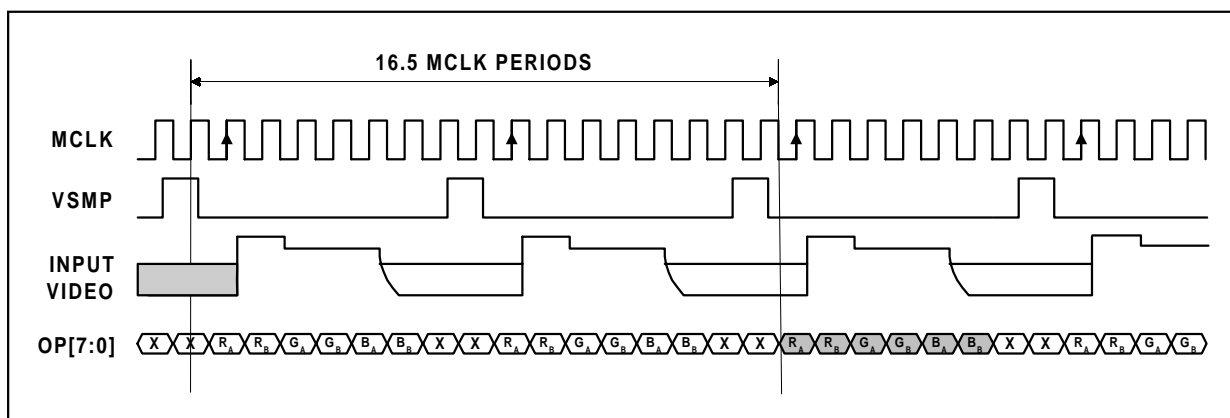 16.5 MCLK PERIODS
MCLK
VSMP
INPUT
VIDEO
OP[7:0] X X RA RB GA GB BA BB X X RA RB GA GB BA BB X X RA RB GA GB BA BB X X RA RB GA GB